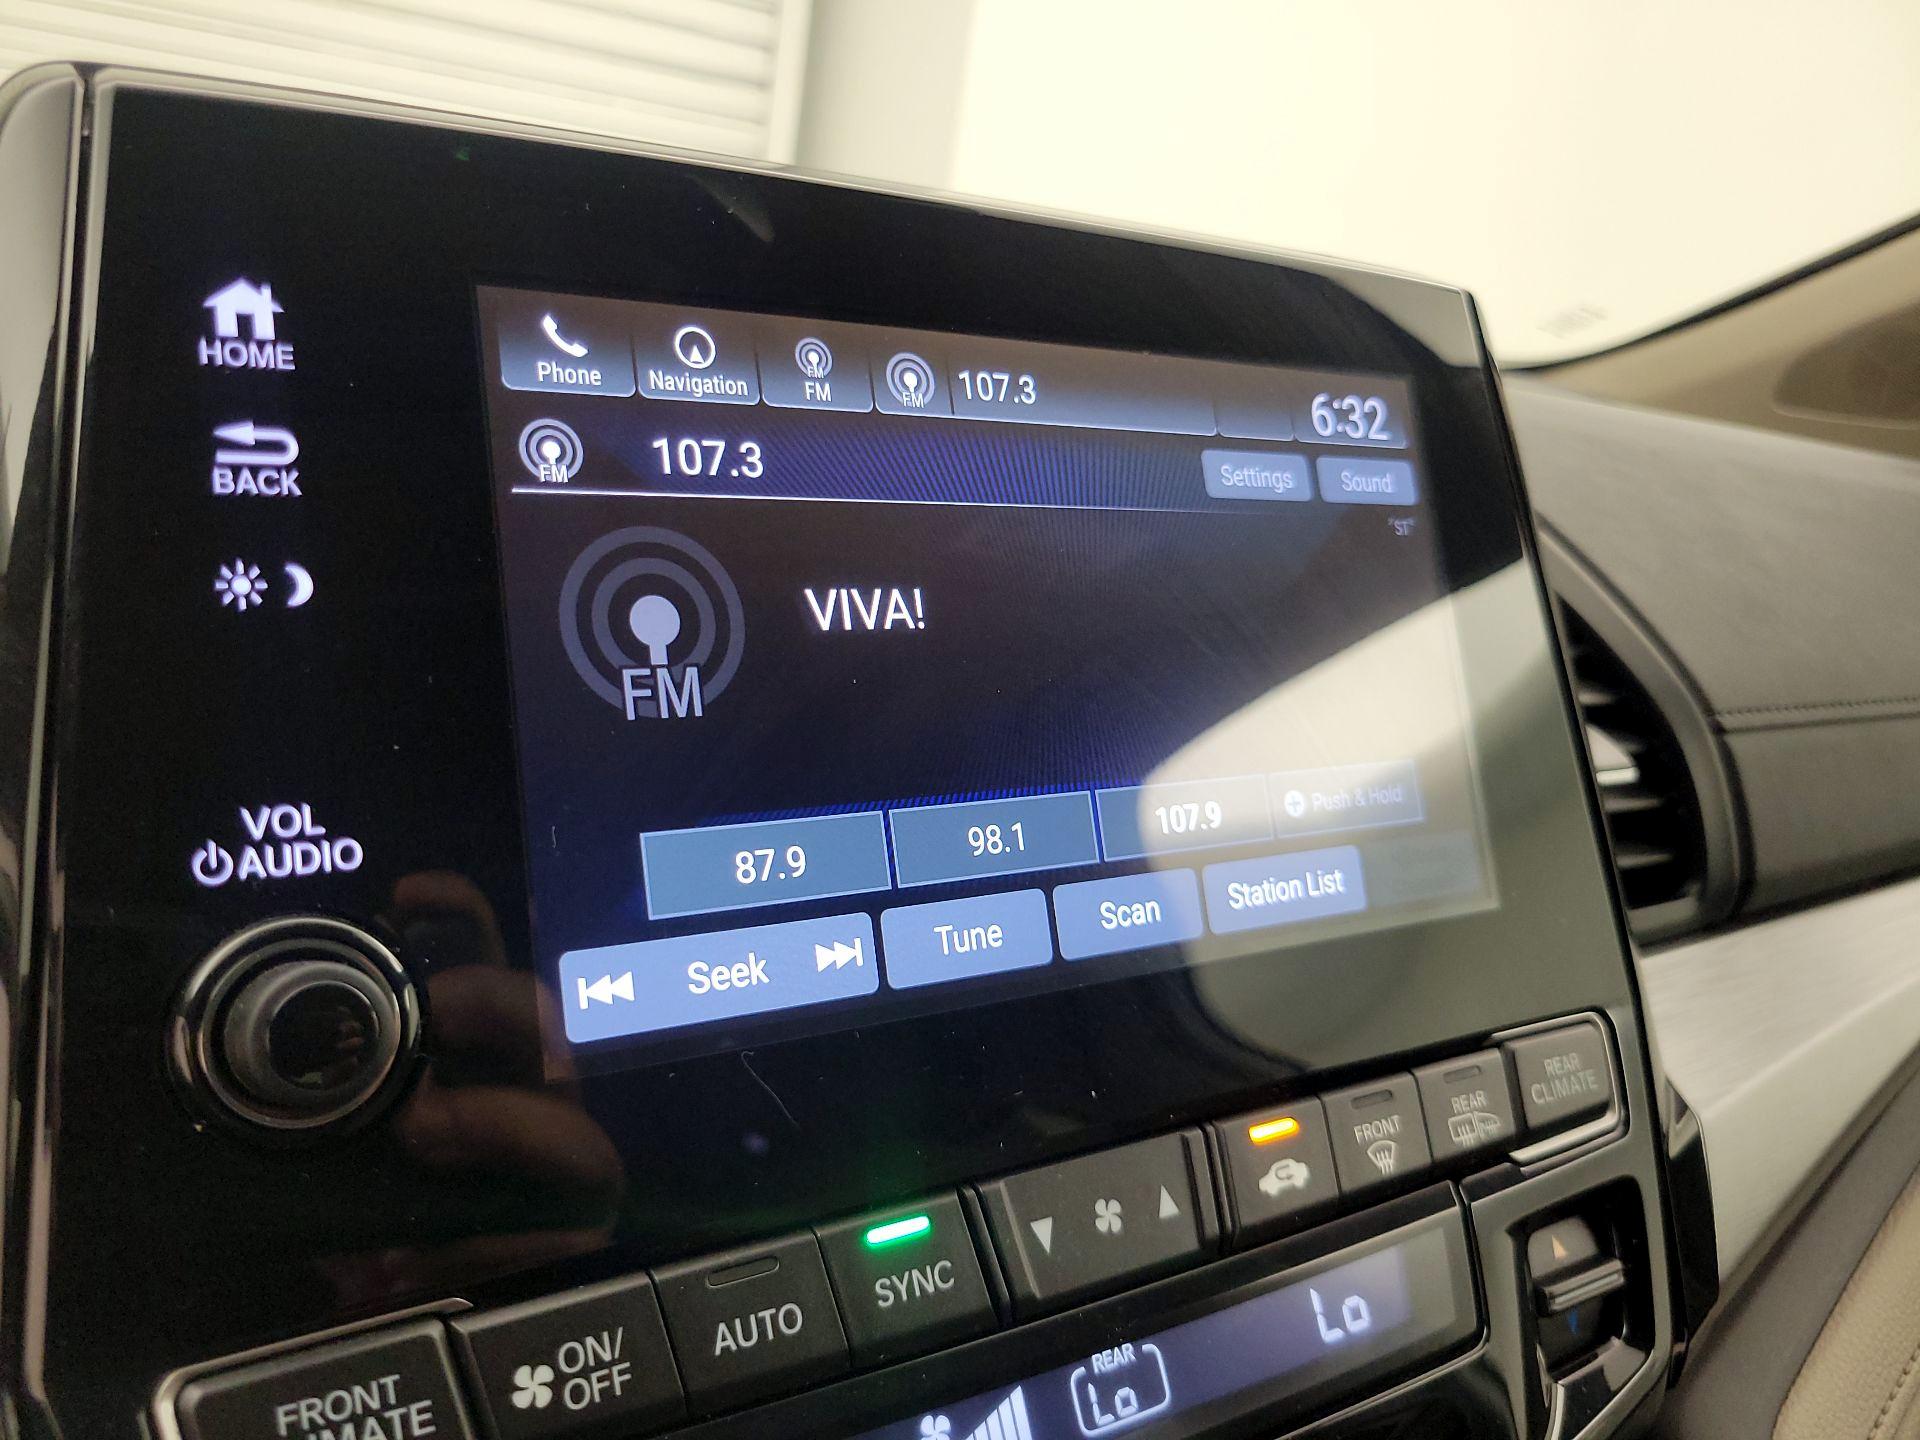 HOME
BACK
VOL
AUDIO
Phone
Navigation
FM
FM
FM
107.3
6:32
FM
107.3
Settings
Sound
ST
FM
VIVA!
87.9
98.1
107.9
Push & Hold
Seek
Tune
Scan
Station List
FRONT
CLIMATE
ON/
OFF
AUTO
SYNC
FRONT
REAR
REAR
CLIMATE
REAR
Lo
Lo